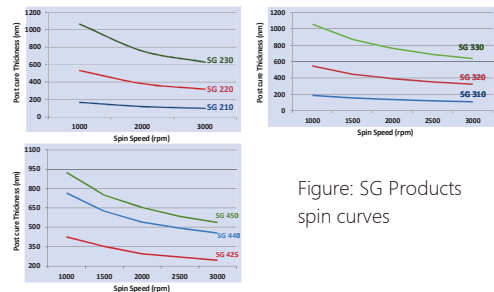 Post cure Thickness (nm)
1200
1000
800
600
400
200
0
SG 230
SG 220
SG 210
1000 2000 3000
Spin Speed (rpm)
Post cure Thickness (nm)
1200
1000
800
600
400
200
0
SG 330
SG 320
SG 310
1000 1500 2000 2500 3000
Spin Speed (rpm)
Post cure Thickness (nm)
1100
950
800
650
500
350
200
SG 450
SG 440
SG 425
1000 1500 2000 2500 3000
Spin Speed (rpm)
Figure: SG Products
spin curves